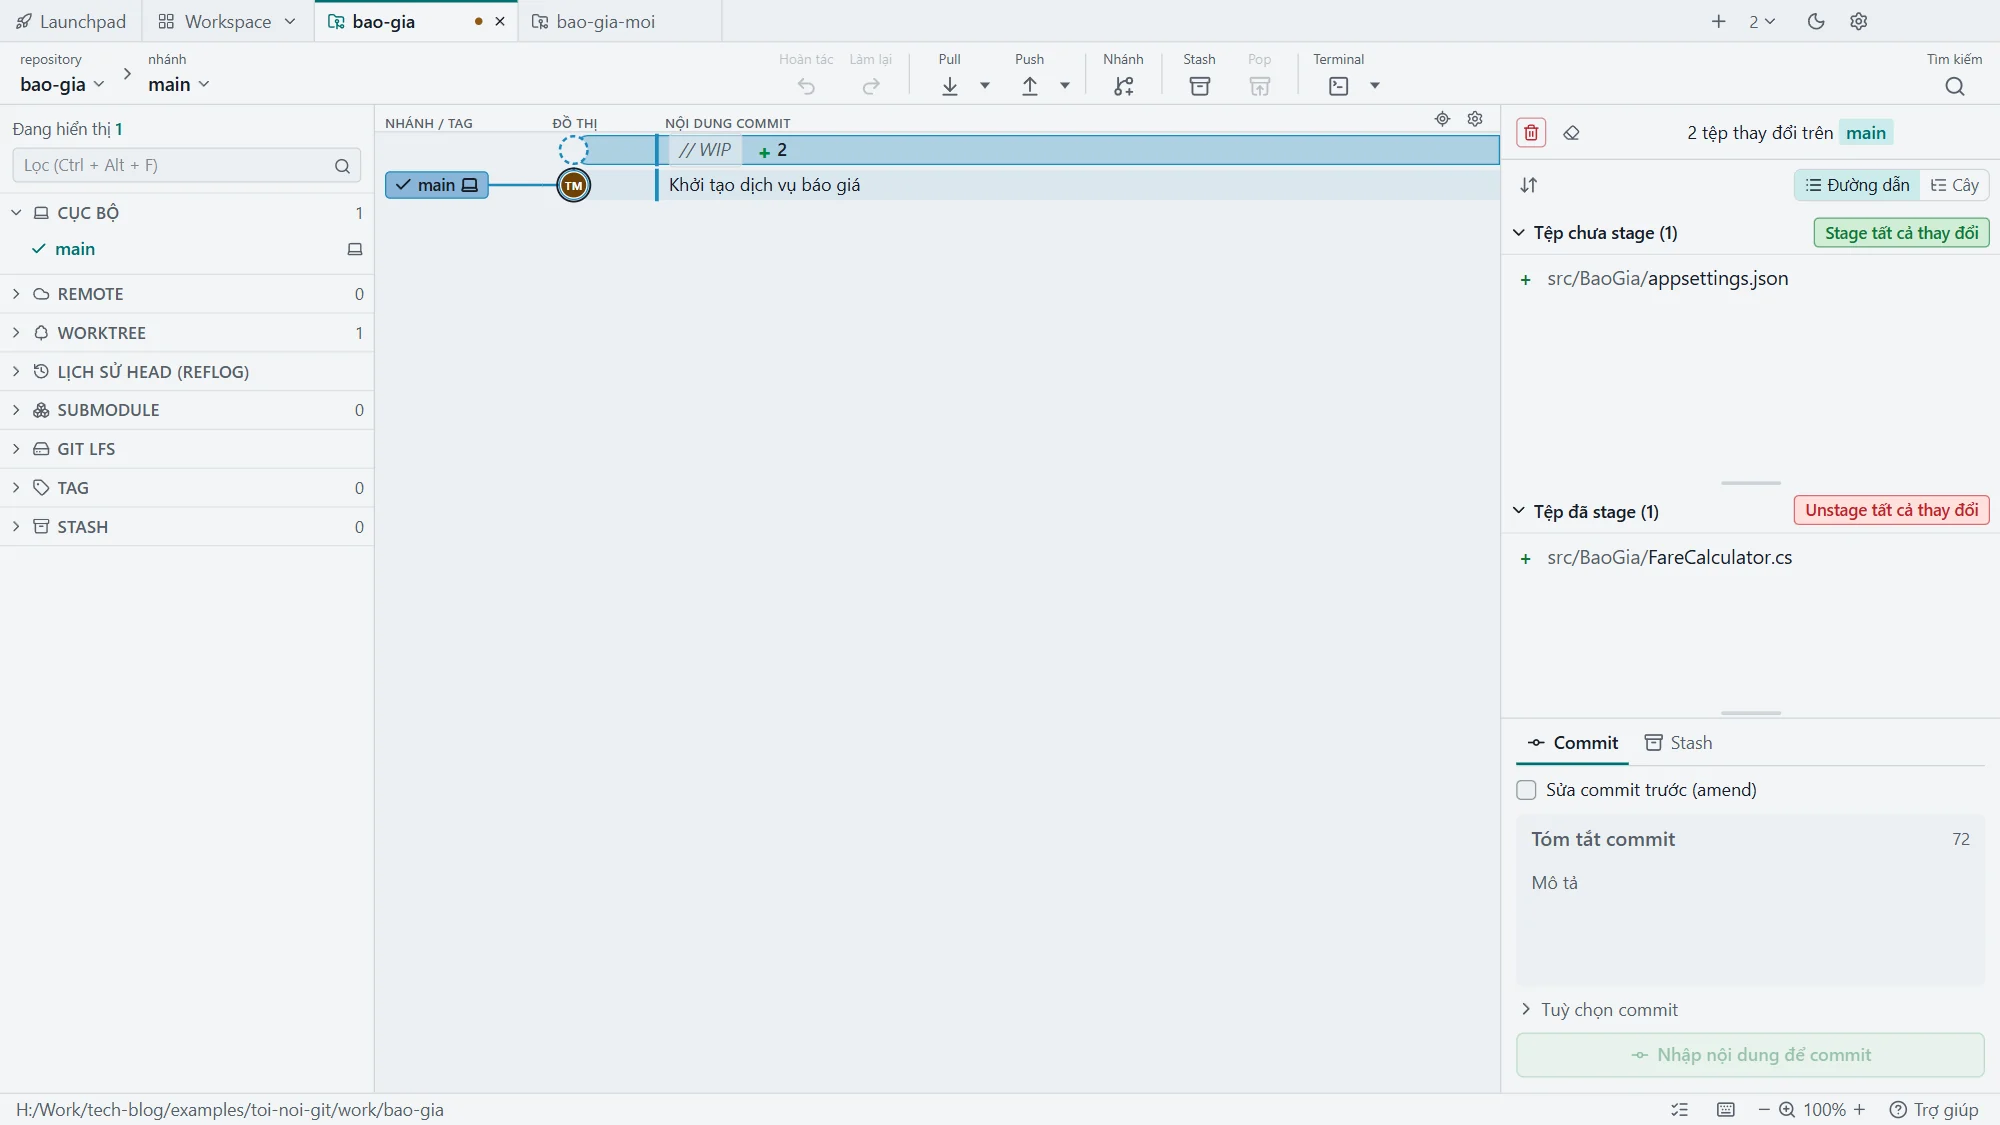 Launchpad
Workspace
bao-gia
bao-gia-moi
2
repository
bao-gia
nhánh
main
Hoàn tác
Làm lại
Pull
Push
Nhánh
Stash
Pop
Terminal
Tìm kiếm
Đang hiển thị 1
Lọc (Ctrl + Alt + F)
CỤC BỘ 1
main
REMOTE 0
WORKTREE 1
LỊCH SỬ HEAD (REFLOG)
SUBMODULE 0
GIT LFS
TAG 0
STASH 0
NHÁNH / TAG
ĐỒ THỊ
NỘI DUNG COMMIT
// WIP + 2
main
TM
Khởi tạo dịch vụ báo giá
2 tệp thay đổi trên main
Đường dẫn
Cây
Tệp chưa stage (1)
Stage tất cả thay đổi
+ src/BaoGia/appsettings.json
Tệp đã stage (1)
Unstage tất cả thay đổi
+ src/BaoGia/FareCalculator.cs
Commit
Stash
Sửa commit trước (amend)
Tóm tắt commit 72
Mô tả
Tuỳ chọn commit
Nhập nội dung để commit
H:/Work/tech-blog/examples/toi-noi-git/work/bao-gia
100%
Trợ giúp